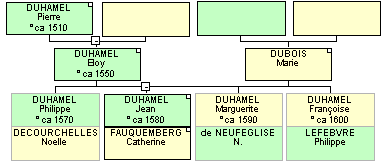 DUHAMEL
Pierre
° ca 1510
DUHAMEL
Eloy
° ca 1550
DUBOIS
Marie
DUHAMEL
Philippe
° ca 1570
DECOURCHELLES
Noelle
DUHAMEL
Jean
° ca 1580
FAUQUEMBERG
Catherine
DUHAMEL
Marguerite
° ca 1590
de NEUFEGLISE
N.
DUHAMEL
Françoise
° ca 1600
LEFEBVRE
Philippe